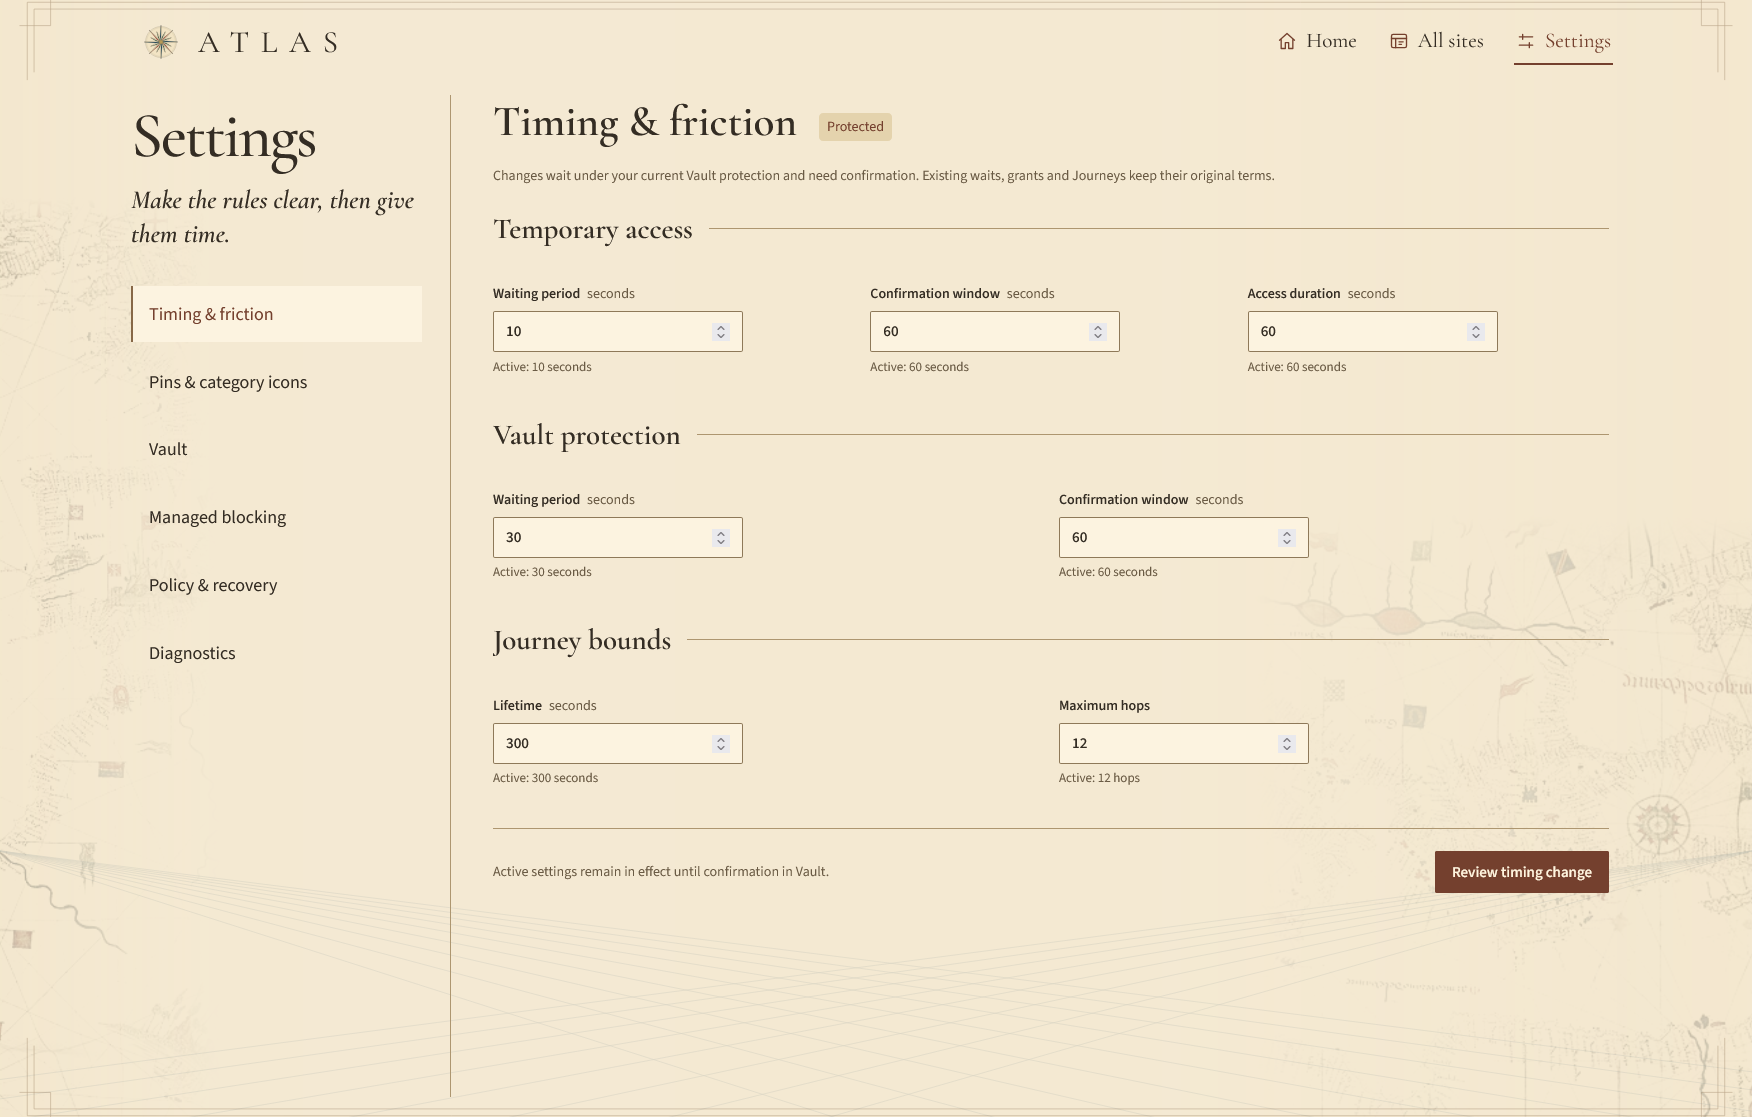 ATLAS
Home
All sites
Settings
Settings
Make the rules clear, then give
them time.
Timing & friction
Pins & category icons
Vault
Managed blocking
Policy & recovery
Diagnostics
Timing & friction Protected
Changes wait under your current Vault protection and need confirmation. Existing waits, grants and Journeys keep their original terms.
Temporary access
Waiting period seconds
10
Active: 10 seconds
Confirmation window seconds
60
Active: 60 seconds
Access duration seconds
60
Active: 60 seconds
Vault protection
Waiting period seconds
30
Active: 30 seconds
Confirmation window seconds
60
Active: 60 seconds
Journey bounds
Lifetime seconds
300
Active: 300 seconds
Maximum hops
12
Active: 12 hops
Active settings remain in effect until confirmation in Vault.
Review timing change